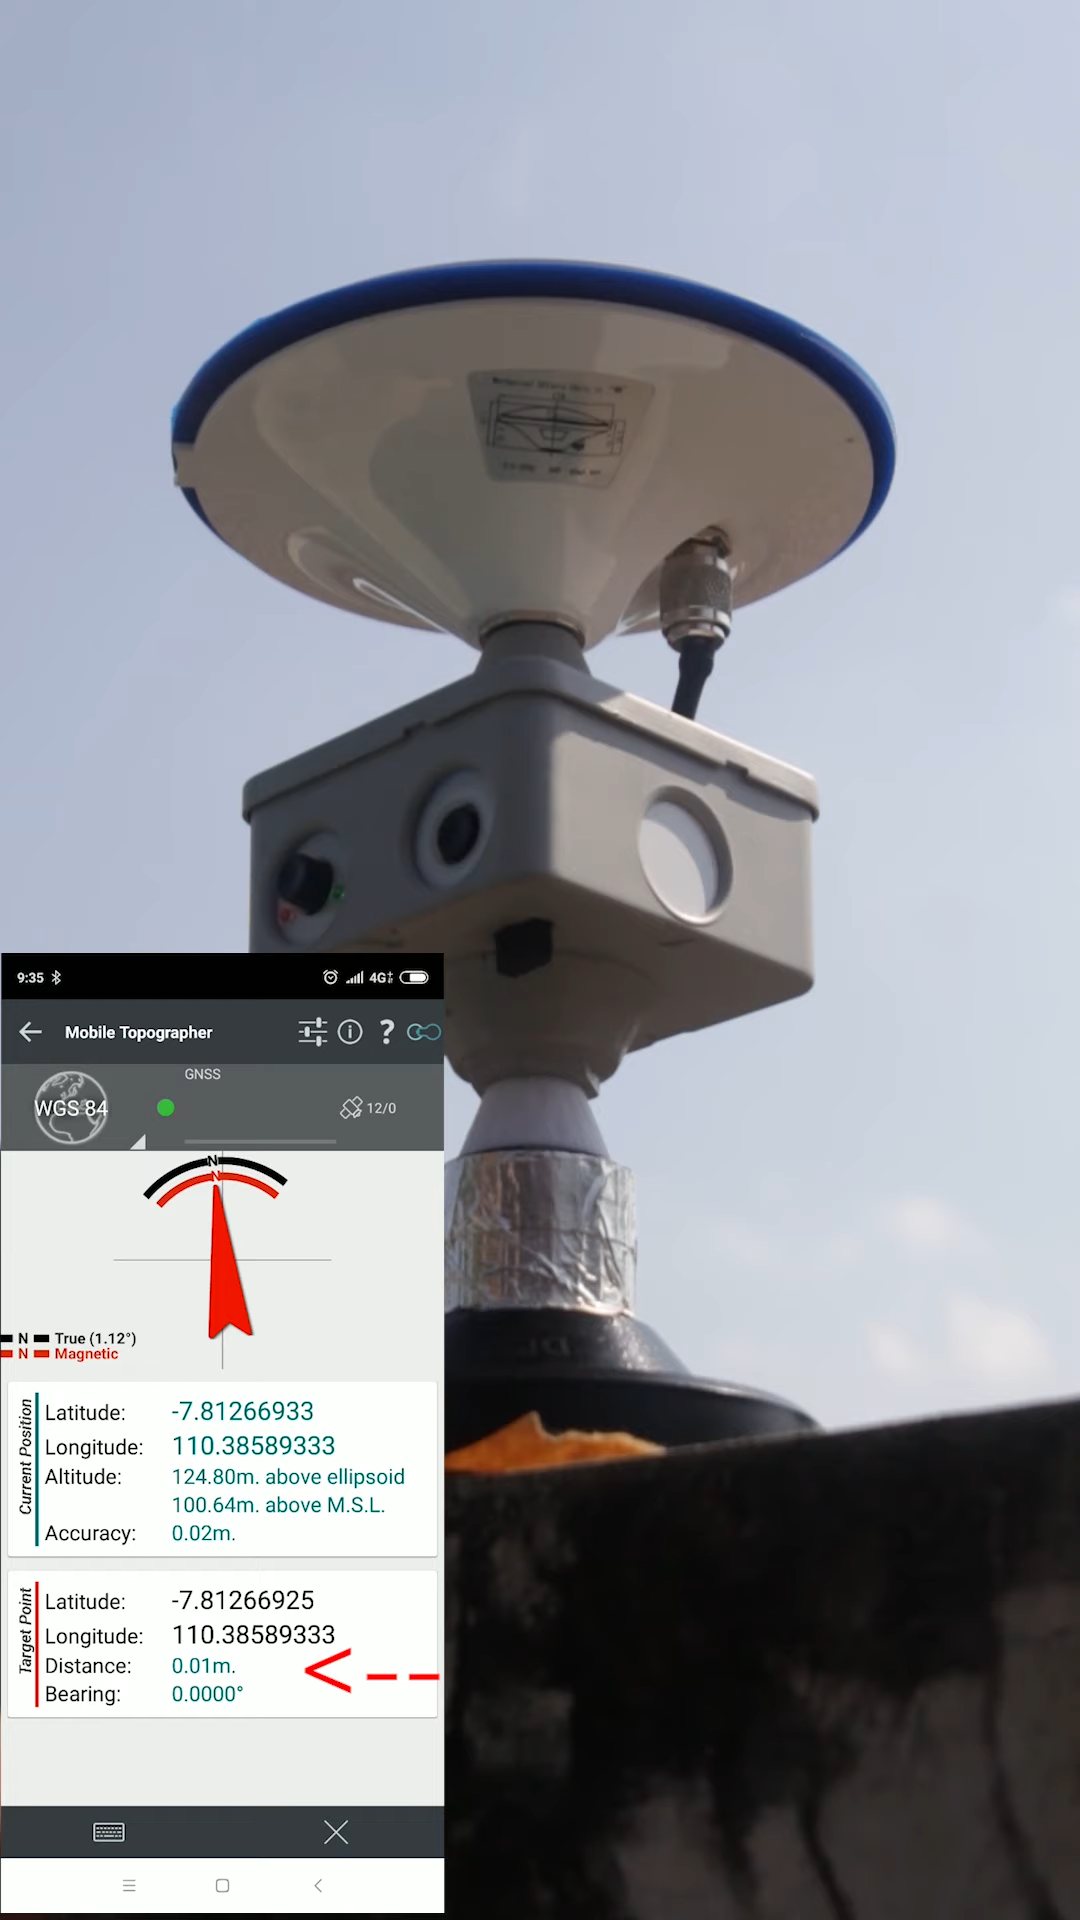 9:35
4G
Mobile Topographer
?
GNSS
WGS 84
12/0
N
N
N True (1.12°)
N Magnetic
Current Position
Latitude: -7.81266933
Longitude: 110.38589333
Altitude: 124.80m. above ellipsoid
100.64m. above M.S.L.
Accuracy: 0.02m.
Target Point
Latitude: -7.81266925
Longitude: 110.38589333
Distance: 0.01m.
Bearing: 0.0000°